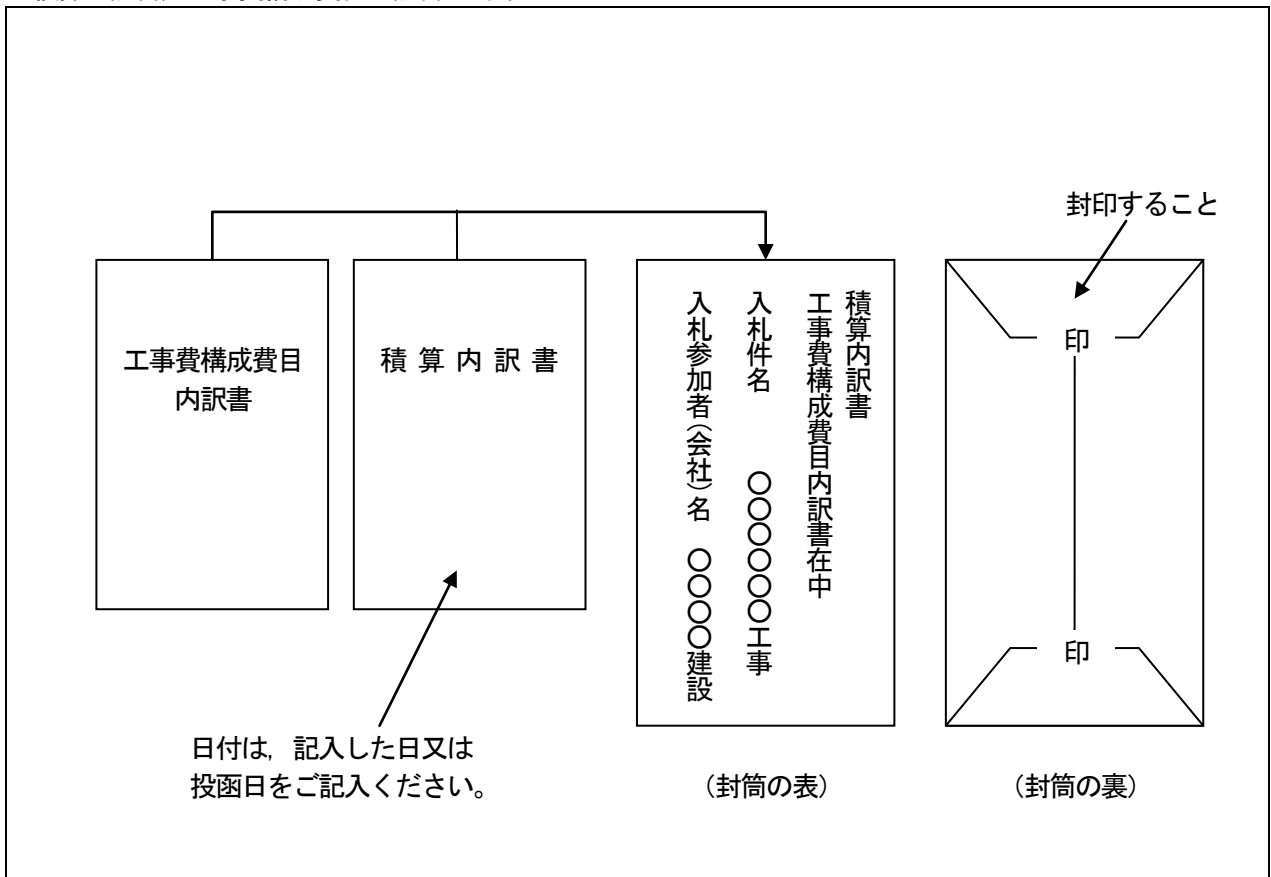 封印すること
工事費構成費目
内訳書
積算内訳書
積算内訳書
工事費構成費目内訳書在中
入札件名 〇〇〇〇〇〇工事
入札参加者(会社)名 〇〇〇〇建設
印
印
日付は，記入した日又は
投函日をご記入ください。
（封筒の表）
（封筒の裏）